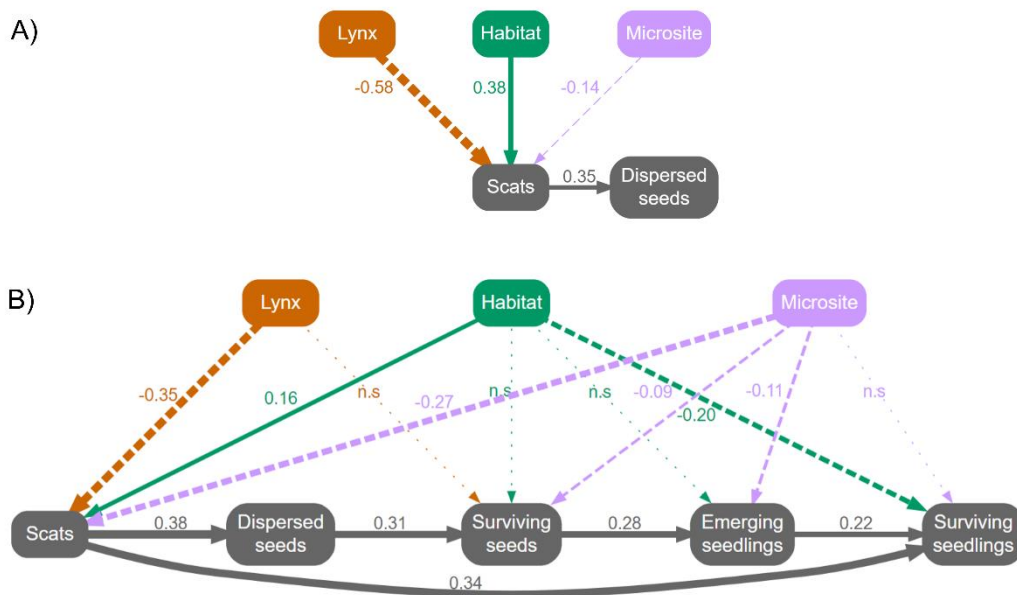 A)
Lynx
Habitat
Microsite
-0.58
0.38
-0.14
Scats
0.35
Dispersed
seeds
B)
Lynx
Habitat
Microsite
-0.35
0.16
-0.27
n.s
n.s
n.s
-0.09
-0.11
-0.20
n.s
Scats
0.38
Dispersed
seeds
0.31
Surviving
seeds
0.28
Emerging
seedlings
0.22
Surviving
seedlings
0.34